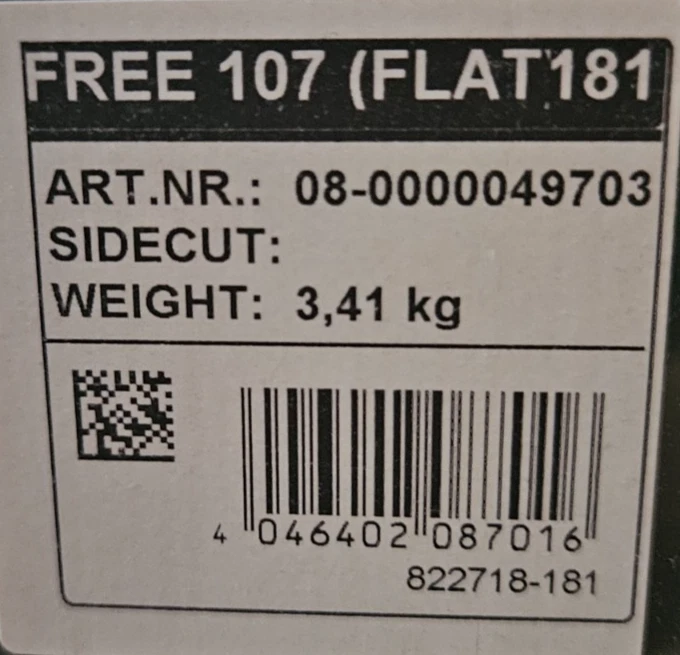 FREE 107 (FLAT181
ART.NR.: 08-0000049703
SIDECUT:
WEIGHT: 3,41 kg
4 046402 087016
822718-181